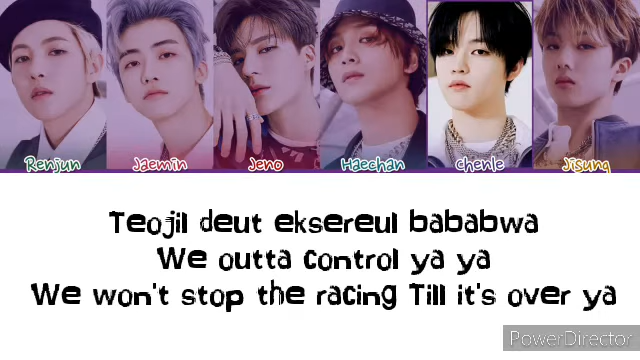 Renjun Jaemin Jeno Haechan chenle Jisung
Teojil deut eksereul bababwa
We outta control ya ya
We won't stop the racing Till it's over ya
PowerDirector